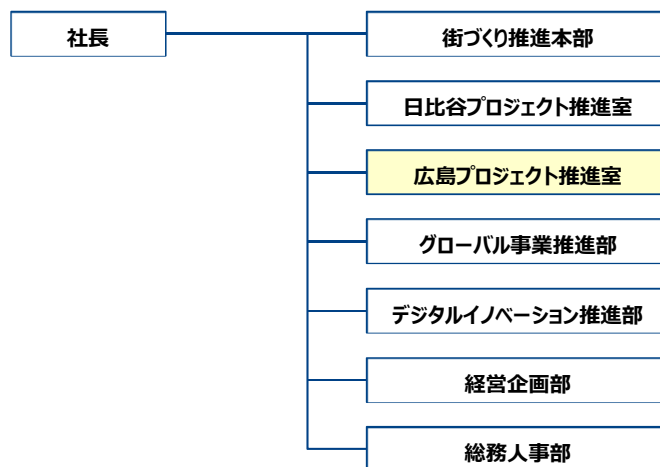 社長
街づくり推進本部
日比谷プロジェクト推進室
広島プロジェクト推進室
グローバル事業推進部
デジタルイノベーション推進部
経営企画部
総務人事部